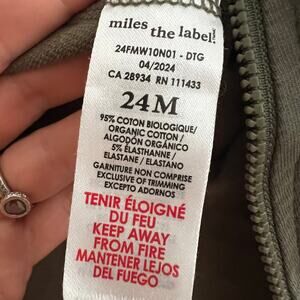 miles the label.
24FMW10N01 - DTG
04/2024
CA 28934 RN 111433
24M
95% COTON BIOLOGIQUE/
ORGANIC COTTON/
ALGODÓN ORGÁNICO
5% ÉLASTHANNE/
ELASTANE/ELASTANO
GARNITURE NON COMPRISE
EXCLUSIVE OF TRIMMING
EXCEPTO ADORNOS
TENIR ÉLOIGNÉ
DU FEU
KEEP AWAY
FROM FIRE
MANTENER LEJOS
DEL FUEGO